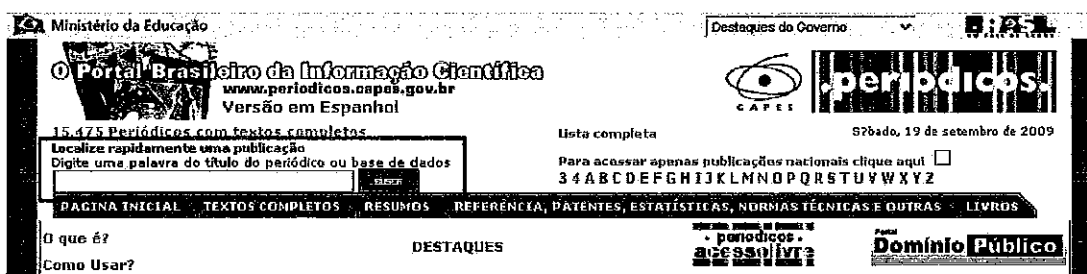 Ministério da Educação
Destaques do Governo
O Portal Brasileiro da Informação Científica
www.periodicos.capes.gov.br
Versão em Espanhol
CAPES
.periodicos.
15.475 Periódicos com textos completos
Lista completa
S?bado, 19 de setembro de 2009
Localize rapidamente uma publicação
Digite uma palavra do título do periódico ou base de dados
Para acessar apenas publicações nacionais clique aqui
3 4 A B C D E F G H I J K L M N O P Q R S T U V W X Y Z
PÁGINA INICIAL TEXTOS COMPLETOS RESUMOS REFERÊNCIA, PATENTES, ESTATÍSTICAS, NORMAS TÉCNICAS E OUTRAS LIVROS
O que é?
DESTAQUES
.periodicos.
acesso livre
Portal
Domínio Público
Como Usar?